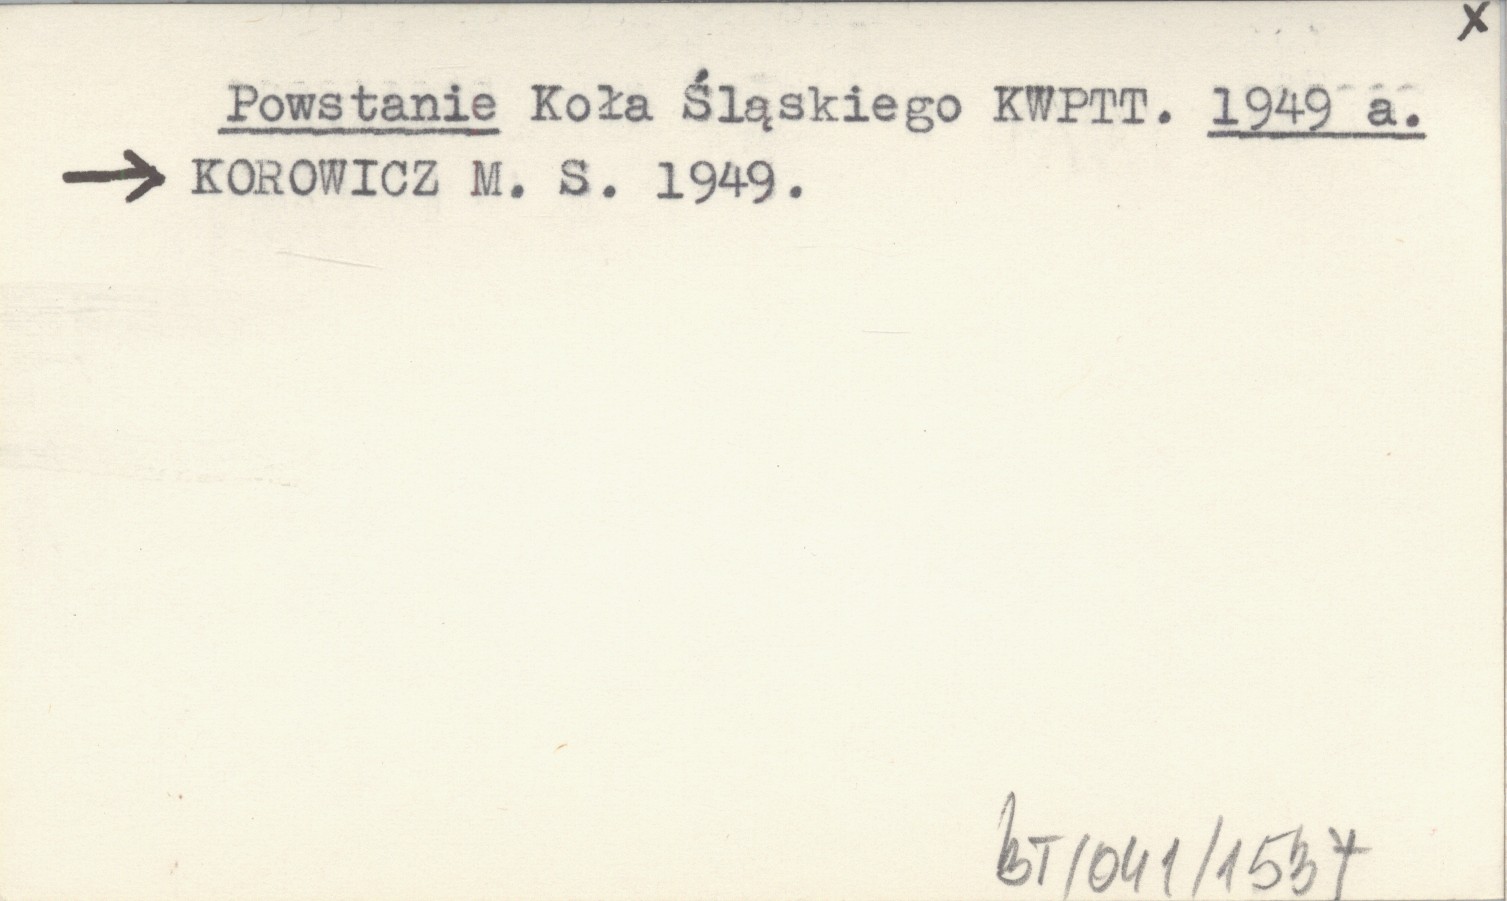 x
Powstanie Koła Śląskiego KWPTT. 1949 a.
→ KOROWICZ M. S. 1949.
BT/041/1537